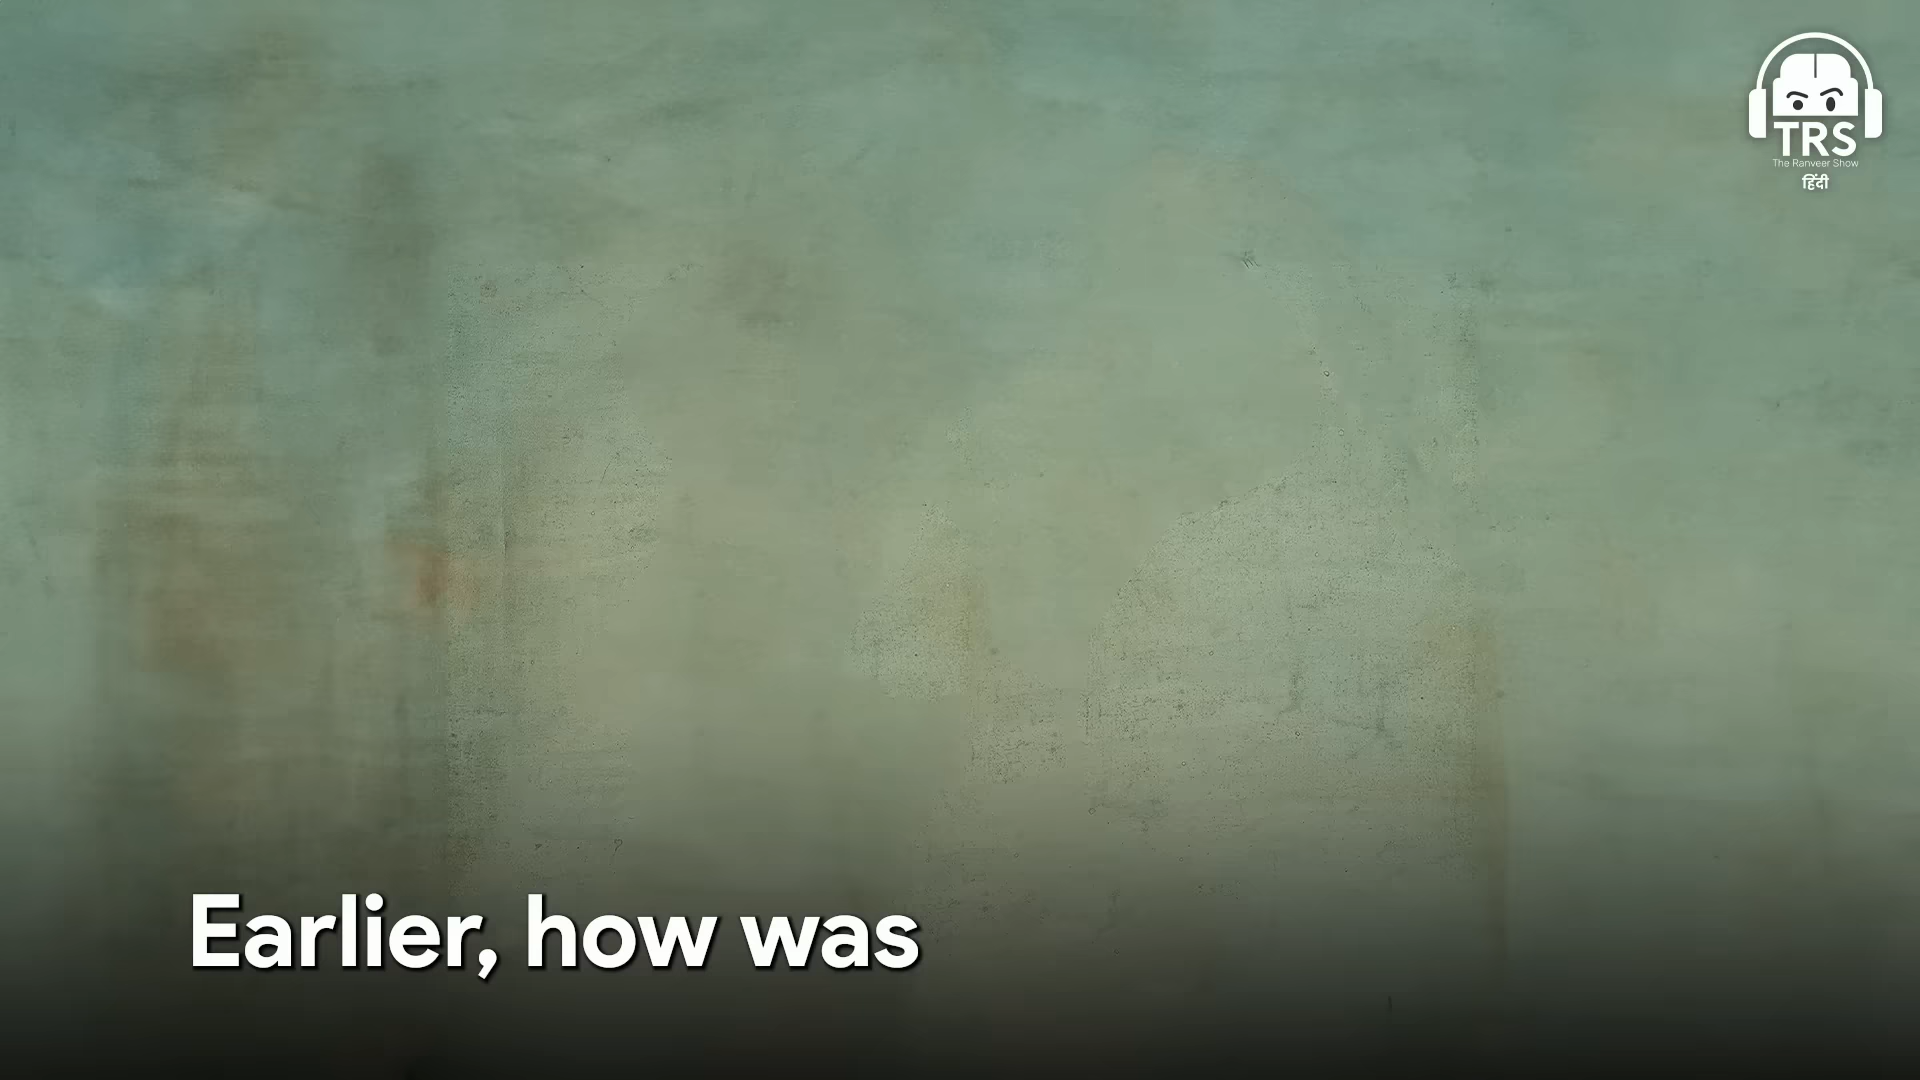 TRS
The Ranveer Show
हिंदी
Earlier, how was